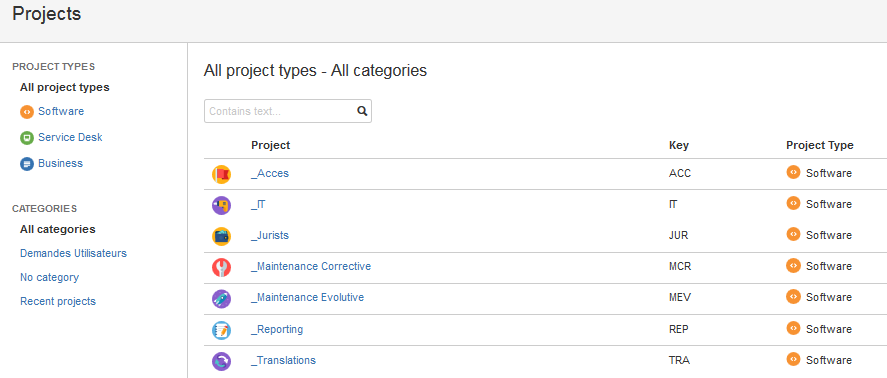 Projects
PROJECT TYPES
All project types
Software
Service Desk
Business
CATEGORIES
All categories
Demandes Utilisateurs
No category
Recent projects
All project types - All categories
Contains text...
Project Key Project Type
_Acces ACC Software
_IT IT Software
_Jurists JUR Software
_Maintenance Corrective MCR Software
_Maintenance Evolutive MEV Software
_Reporting REP Software
_Translations TRA Software